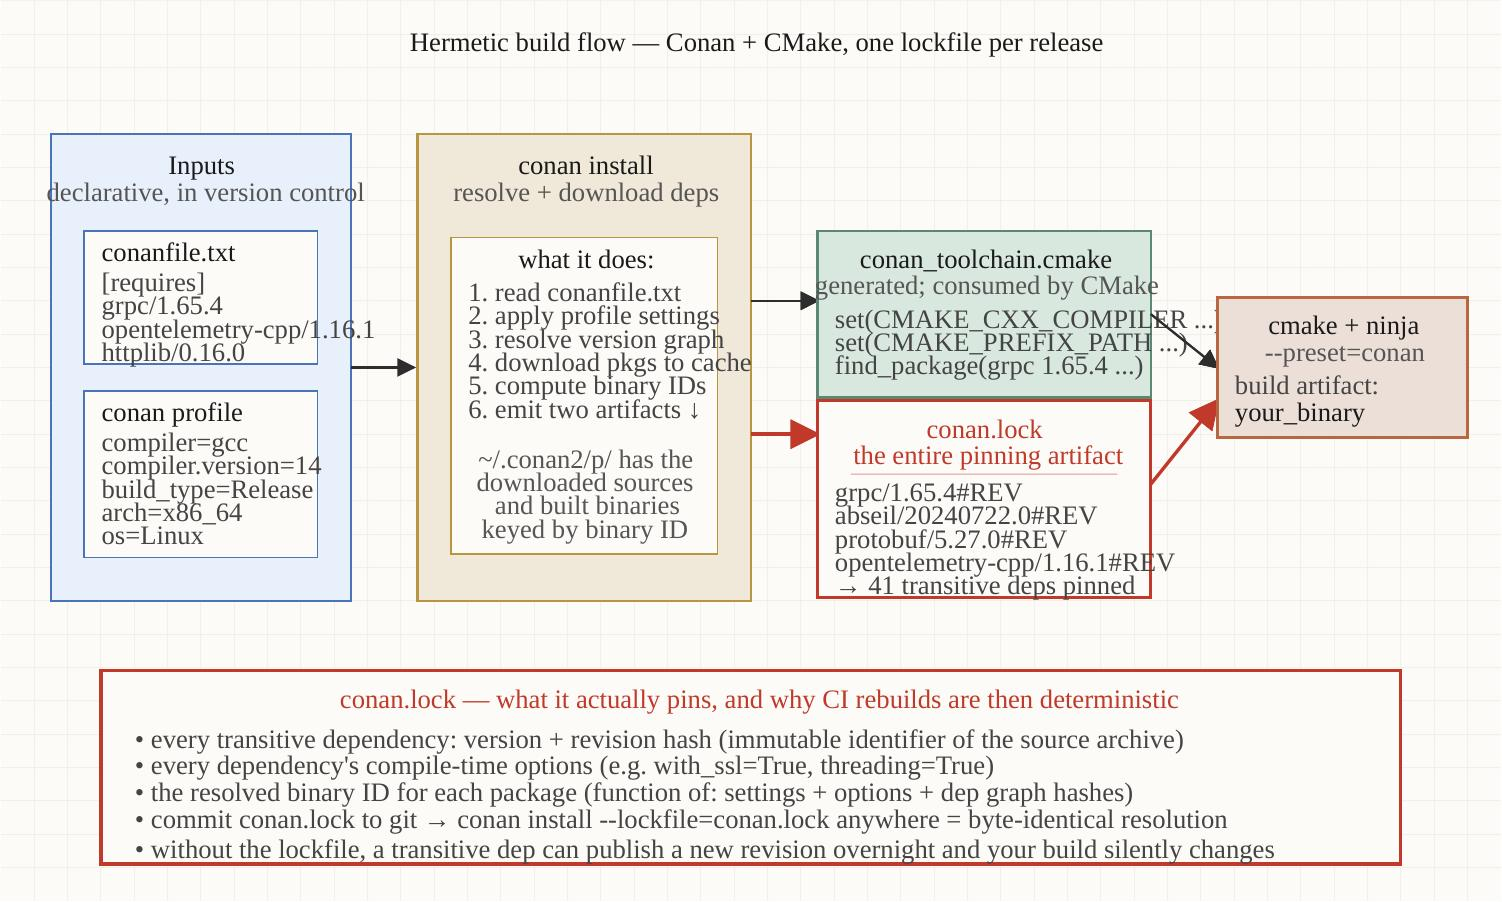 Hermetic build flow — Conan + CMake, one lockfile per release
Inputs
declarative, in version control
conanfile.txt
[requires]
grpc/1.65.4
opentelemetry-cpp/1.16.1
httplib/0.16.0
conan profile
compiler=gcc
compiler.version=14
build_type=Release
arch=x86_64
os=Linux
conan install
resolve + download deps
what it does:
1. read conanfile.txt
2. apply profile settings
3. resolve version graph
4. download pkgs to cache
5. compute binary IDs
6. emit two artifacts ↓
~/.conan2/p/ has the
downloaded sources
and built binaries
keyed by binary ID
conan_toolchain.cmake
generated; consumed by CMake
set(CMAKE_CXX_COMPILER ...
set(CMAKE_PREFIX_PATH ...)
find_package(grpc 1.65.4 ...)
conan.lock
the entire pinning artifact
grpc/1.65.4#REV
abseil/20240722.0#REV
protobuf/5.27.0#REV
opentelemetry-cpp/1.16.1#REV
→ 41 transitive deps pinned
cmake + ninja
--preset=conan
build artifact:
your_binary
conan.lock — what it actually pins, and why CI rebuilds are then deterministic
• every transitive dependency: version + revision hash (immutable identifier of the source archive)
• every dependency's compile-time options (e.g. with_ssl=True, threading=True)
• the resolved binary ID for each package (function of: settings + options + dep graph hashes)
• commit conan.lock to git → conan install --lockfile=conan.lock anywhere = byte-identical resolution
• without the lockfile, a transitive dep can publish a new revision overnight and your build silently changes